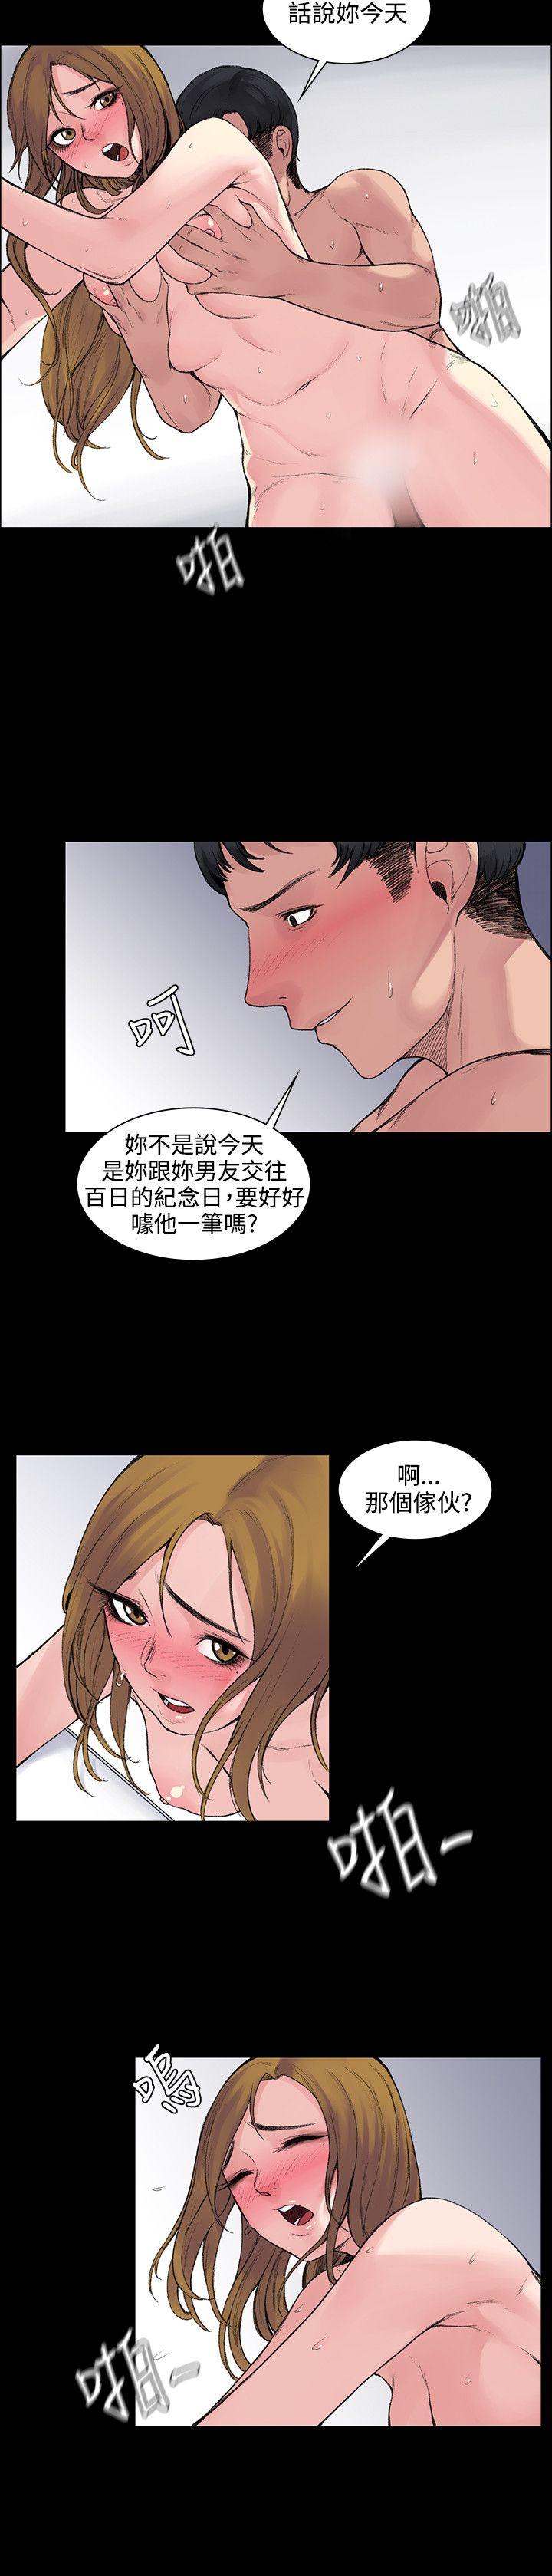 話說妳今天
啪
啪
呵
妳不是說今天
是妳跟妳男友交往
百日的紀念日，要好好
噱他一筆嗎?
啊...
那個傢伙?
啪-
嗚
啪-